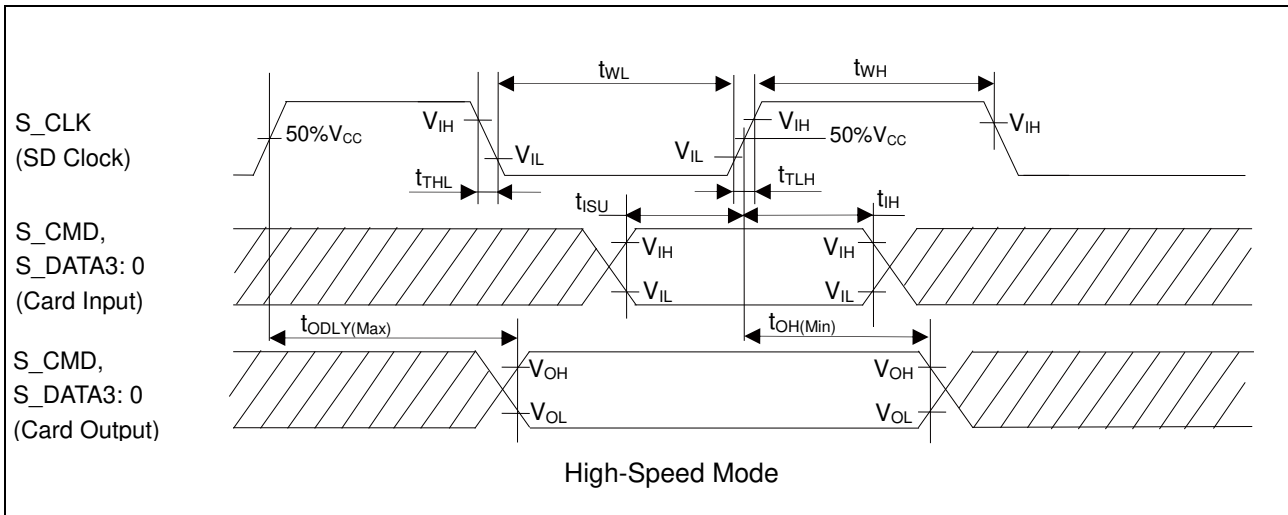 tWL
tWH
S_CLK
(SD Clock)
50%VCC
VIH
VIL
VIL
VIH
50%VCC
VIH
tTHL
tTLH
tISU
tIH
S_CMD,
S_DATA3: 0
(Card Input)
VIH
VIL
VIH
VIL
tODLY(Max)
tOH(Min)
S_CMD,
S_DATA3: 0
(Card Output)
VOH
VOL
VOH
VOL
High-Speed Mode